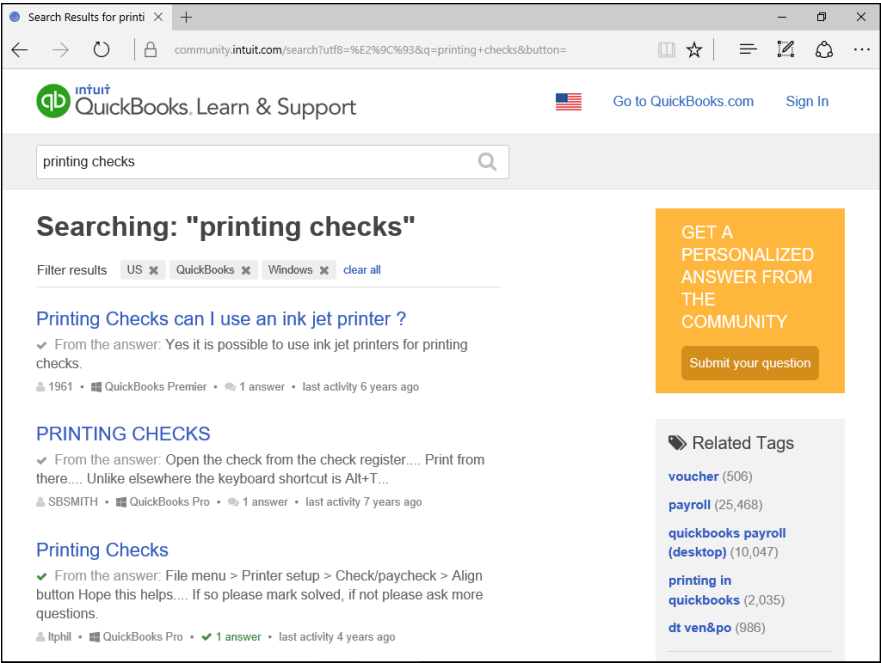 Search Results for printi
community.intuit.com/search?utf8=%E2%9C%93&q=printing+checks&button=
intuit
qb QuickBooks. Learn & Support
Go to QuickBooks.com
Sign In
printing checks
Searching: "printing checks"
Filter results US QuickBooks Windows clear all
Printing Checks can I use an ink jet printer ?
From the answer: Yes it is possible to use ink jet printers for printing
checks.
1961 • QuickBooks Premier • 1 answer • last activity 6 years ago
PRINTING CHECKS
From the answer: Open the check from the check register.... Print from
there.... Unlike elsewhere the keyboard shortcut is Alt+T...
SBSMITH • QuickBooks Pro • 1 answer • last activity 7 years ago
Printing Checks
From the answer: File menu > Printer setup > Check/paycheck > Align
button Hope this helps.... If so please mark solved, if not please ask more
questions.
ltphil • QuickBooks Pro • 1 answer • last activity 4 years ago
GET A
PERSONALIZED
ANSWER FROM
THE
COMMUNITY
Submit your question
Related Tags
voucher (506)
payroll (25,468)
quickbooks payroll
(desktop) (10,047)
printing in
quickbooks (2,035)
dt ven&po (986)